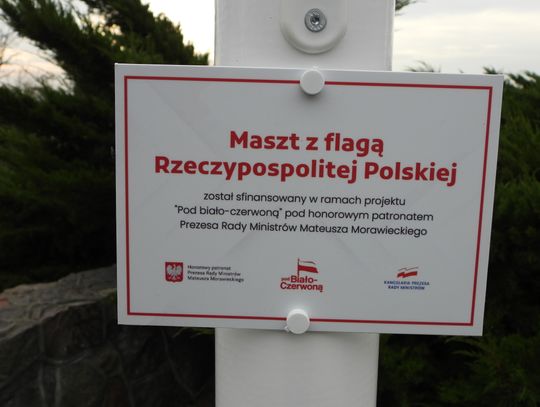 Maszt z flagą
Rzeczypospolitej Polskiej
został sfinansowany w ramach projektu
"Pod biało-czerwoną" pod honorowym patronatem
Prezesa Rady Ministrów Mateusza Morawieckiego
Honorowy patronat
Prezesa Rady Ministrów
Mateusza Morawieckiego
pod
Biało-
Czerwoną
KANCELARIA PREZESA
RADY MINISTRÓW